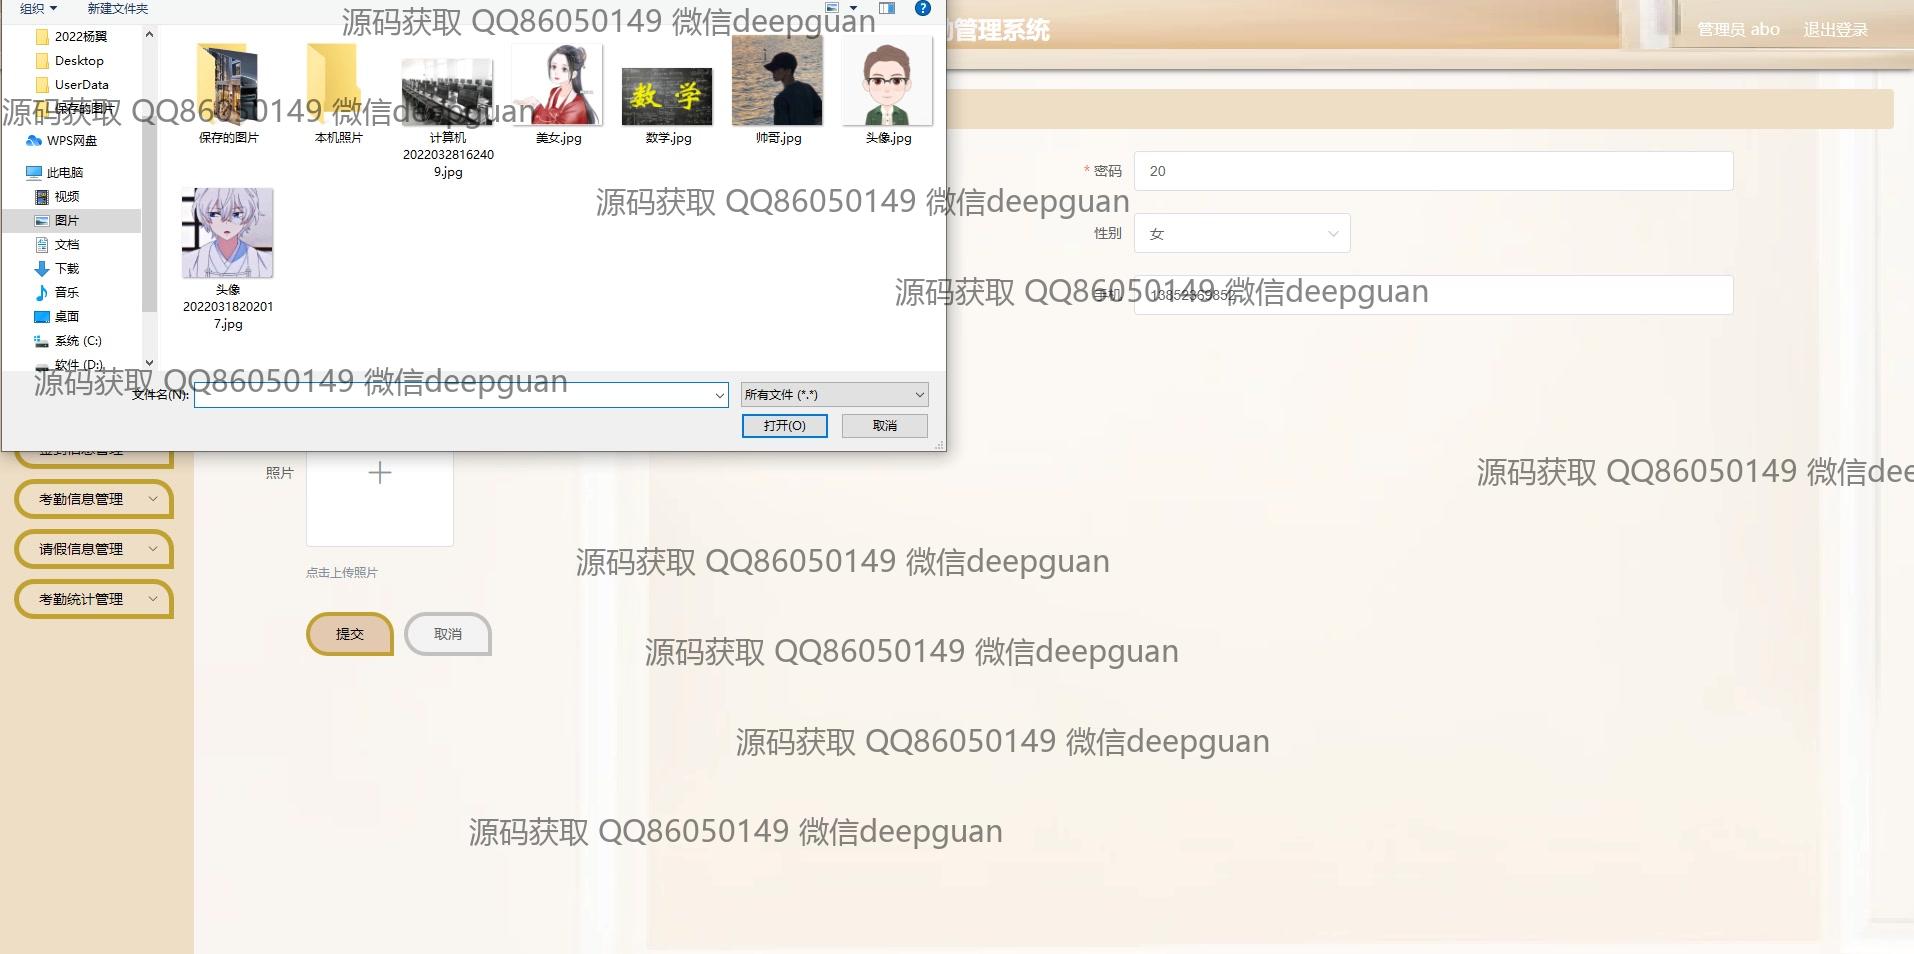 组织 新建文件夹
源码获取 QQ86050149 微信deepguan
管理系统
管理员 abo 退出登录
2022杨翼
Desktop
UserData
保存的图片
源码获取 QQ86050149 微信deepguan
WPS网盘
此电脑
视频
图片
文档
下载
音乐
桌面
系统 (C:)
软件 (D:)
保存的图片
本机照片
计算机
2022032816240
9.jpg
美女.jpg
数学
数学.jpg
帅哥.jpg
头像.jpg
头像
2022031820201
7.jpg
源码获取 QQ86050149 微信deepguan
* 密码 20
性别 女
源码获取 QQ86050149 微信deepguan
手机
源码获取 QQ86050149 微信deepguan
文件名(N):
所有文件 (*.*)
打开(O) 取消
签到信息管理
考勤信息管理
请假信息管理
考勤统计管理
照片
点击上传照片
提交 取消
源码获取 QQ86050149 微信dee
源码获取 QQ86050149 微信deepguan
源码获取 QQ86050149 微信deepguan
源码获取 QQ86050149 微信deepguan
源码获取 QQ86050149 微信deepguan